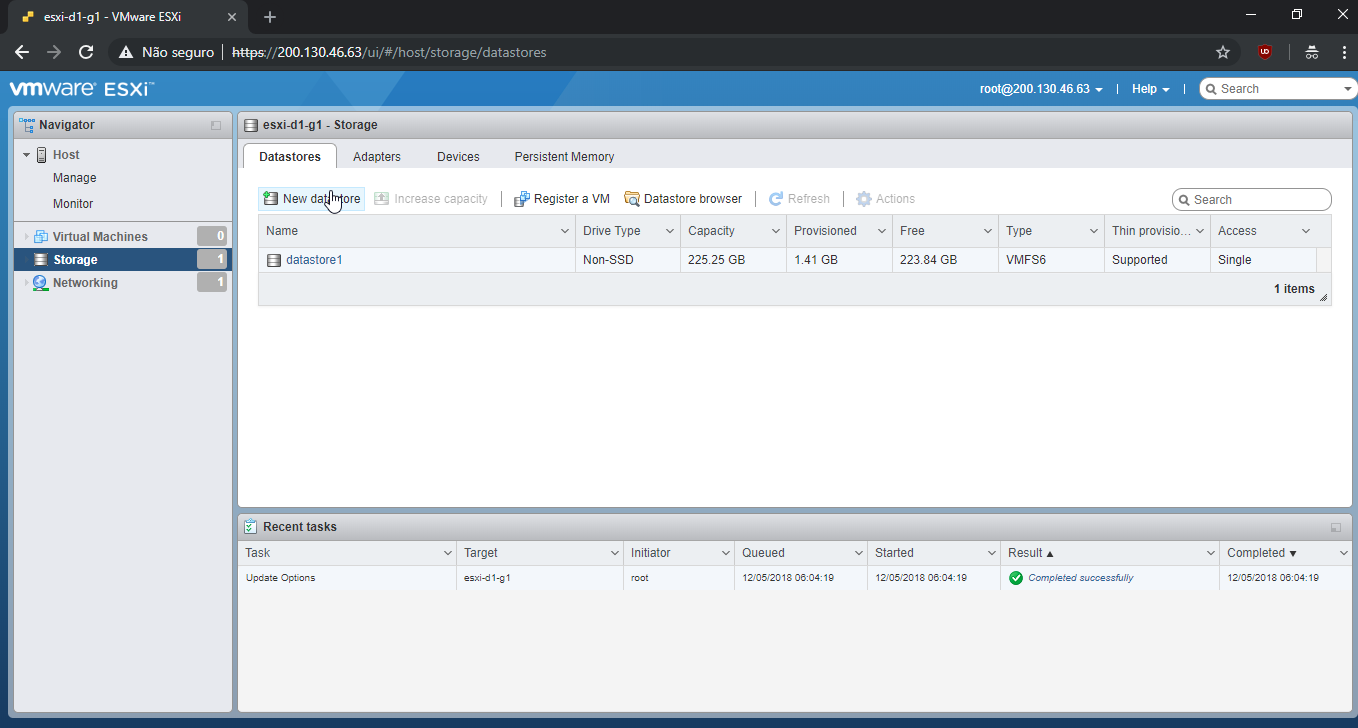 esxi-d1-g1 - VMware ESXi
Não seguro https://200.130.46.63/ui/#/host/storage/datastores
vmware ESXi™ root@200.130.46.63 Help Search
Navigator
Host
Manage
Monitor
Virtual Machines 0
Storage 1
Networking 1
esxi-d1-g1 - Storage
Datastores Adapters Devices Persistent Memory
New datastore Increase capacity Register a VM Datastore browser Refresh Actions Search
Name Drive Type Capacity Provisioned Free Type Thin provisio... Access
datastore1 Non-SSD 225.25 GB 1.41 GB 223.84 GB VMFS6 Supported Single
1 items
Recent tasks
Task Target Initiator Queued Started Result ▲ Completed ▼
Update Options esxi-d1-g1 root 12/05/2018 06:04:19 12/05/2018 06:04:19 Completed successfully 12/05/2018 06:04:19